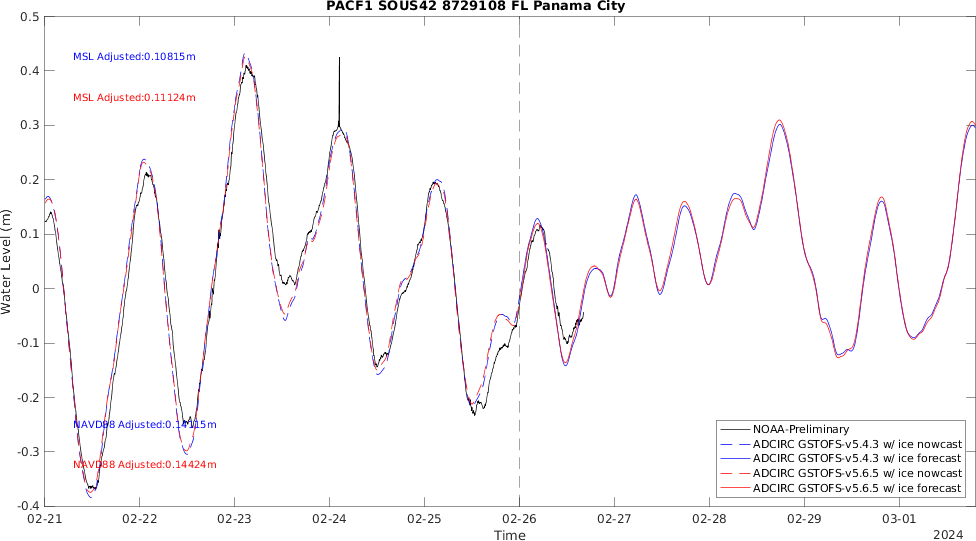 PACF1 SOUS42 8729108 FL Panama City
0.5
0.4
0.3
0.2
0.1
0
-0.1
-0.2
-0.3
-0.4
Water Level (m)
MSL Adjusted:0.10815m
MSL Adjusted:0.11124m
NAVD88 Adjusted:0.14115m
NAVD88 Adjusted:0.14424m
NOAA-Preliminary
ADCIRC GSTOFS-v5.4.3 w/ ice nowcast
ADCIRC GSTOFS-v5.4.3 w/ ice forecast
ADCIRC GSTOFS-v5.6.5 w/ ice nowcast
ADCIRC GSTOFS-v5.6.5 w/ ice forecast
02-21 02-22 02-23 02-24 02-25 02-26 02-27 02-28 02-29 03-01
Time
2024